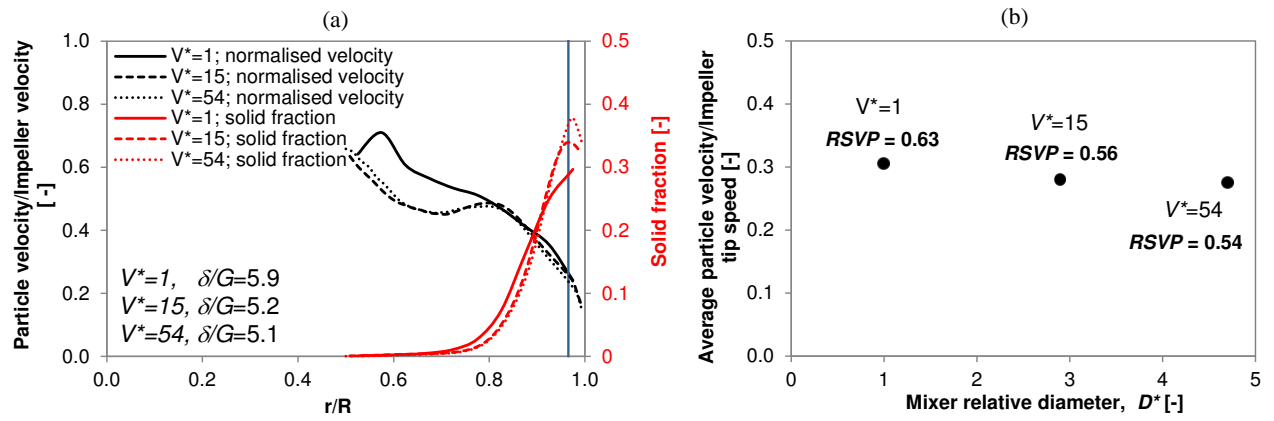 (a)
1.0
0.8
0.6
0.4
0.2
0.0
Particle velocity/Impeller velocity
[ - ]
V*=1; normalised velocity
V*=15; normalised velocity
V*=54; normalised velocity
V*=1; solid fraction
V*=15; solid fraction
V*=54; solid fraction
V*=1, δ/G=5.9
V*=15, δ/G=5.2
V*=54, δ/G=5.1
0.5
0.4
0.3
0.2
0.1
0
Solid fraction [-]
0.0 0.2 0.4 0.6 0.8 1.0
r/R
(b)
0.5
0.4
0.3
0.2
0.1
0.0
Average particle velocity/Impeller
tip speed [-]
V*=1
RSVP = 0.63
V*=15
RSVP = 0.56
V*=54
RSVP = 0.54
0 1 2 3 4 5
Mixer relative diameter, D* [-]